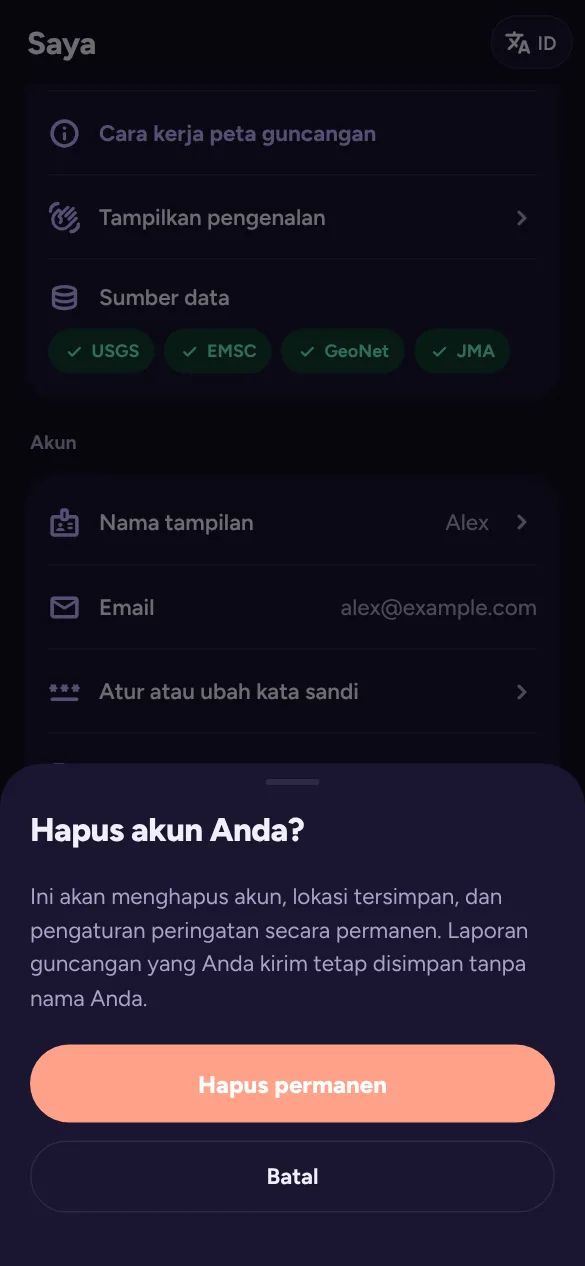 Saya
ID
Cara kerja peta guncangan
Tampilkan pengenalan
Sumber data
USGS
EMSC
GeoNet
JMA
Akun
Nama tampilan
Alex
Email
alex@example.com
Atur atau ubah kata sandi
Hapus akun Anda?
Ini akan menghapus akun, lokasi tersimpan, dan
pengaturan peringatan secara permanen. Laporan
guncangan yang Anda kirim tetap disimpan tanpa
nama Anda.
Hapus permanen
Batal